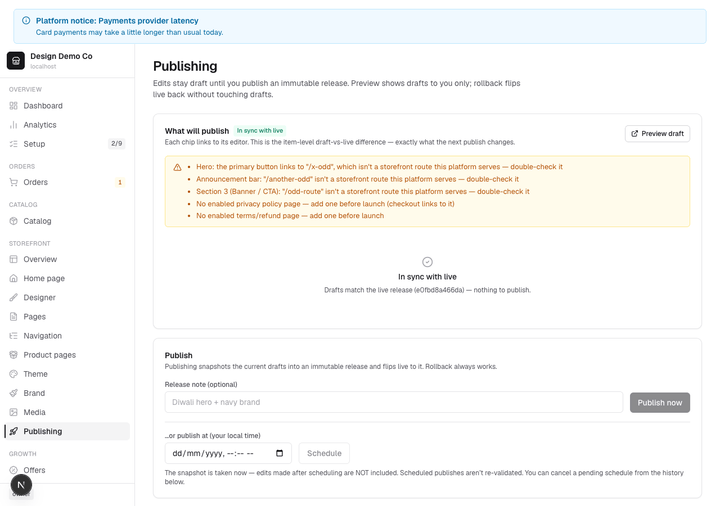 Platform notice: Payments provider latency
Card payments may take a little longer than usual today.
Design Demo Co
localhost
OVERVIEW
Dashboard
Analytics
Setup 2/9
ORDERS
Orders 1
CATALOG
Catalog
STOREFRONT
Overview
Home page
Designer
Pages
Navigation
Product pages
Theme
Brand
Media
Publishing
GROWTH
Offers
N
Publishing
Edits stay draft until you publish an immutable release. Preview shows drafts to you only; rollback flips
live back without touching drafts.
What will publish In sync with live
Each chip links to its editor. This is the item-level draft-vs-live difference — exactly what the next publish changes.
Preview draft
• Hero: the primary button links to "/x-odd", which isn't a storefront route this platform serves — double-check it
• Announcement bar: "/another-odd" isn't a storefront route this platform serves — double-check it
• Section 3 (Banner / CTA): "/odd-route" isn't a storefront route this platform serves — double-check it
• No enabled privacy policy page — add one before launch (checkout links to it)
• No enabled terms/refund page — add one before launch
In sync with live
Drafts match the live release (e0fbd8a466da) — nothing to publish.
Publish
Publishing snapshots the current drafts into an immutable release and flips live to it. Rollback always works.
Release note (optional)
Diwali hero + navy brand
Publish now
…or publish at (your local time)
dd/mm/yyyy, --:-- --
Schedule
The snapshot is taken now — edits made after scheduling are NOT included. Scheduled publishes aren't re-validated. You can cancel a pending schedule from the history
below.